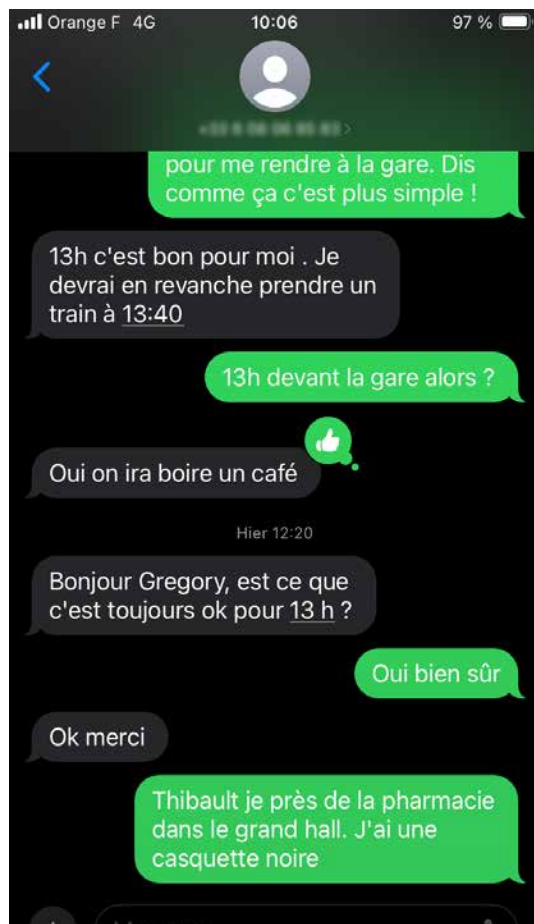 Orange F 4G 10:06 97 %
pour me rendre à la gare. Dis
comme ça c'est plus simple !
13h c'est bon pour moi . Je
devrai en revanche prendre un
train à 13:40
13h devant la gare alors ?
Oui on ira boire un café
Hier 12:20
Bonjour Gregory, est ce que
c'est toujours ok pour 13 h ?
Oui bien sûr
Ok merci
Thibault je près de la pharmacie
dans le grand hall. J'ai une
casquette noire